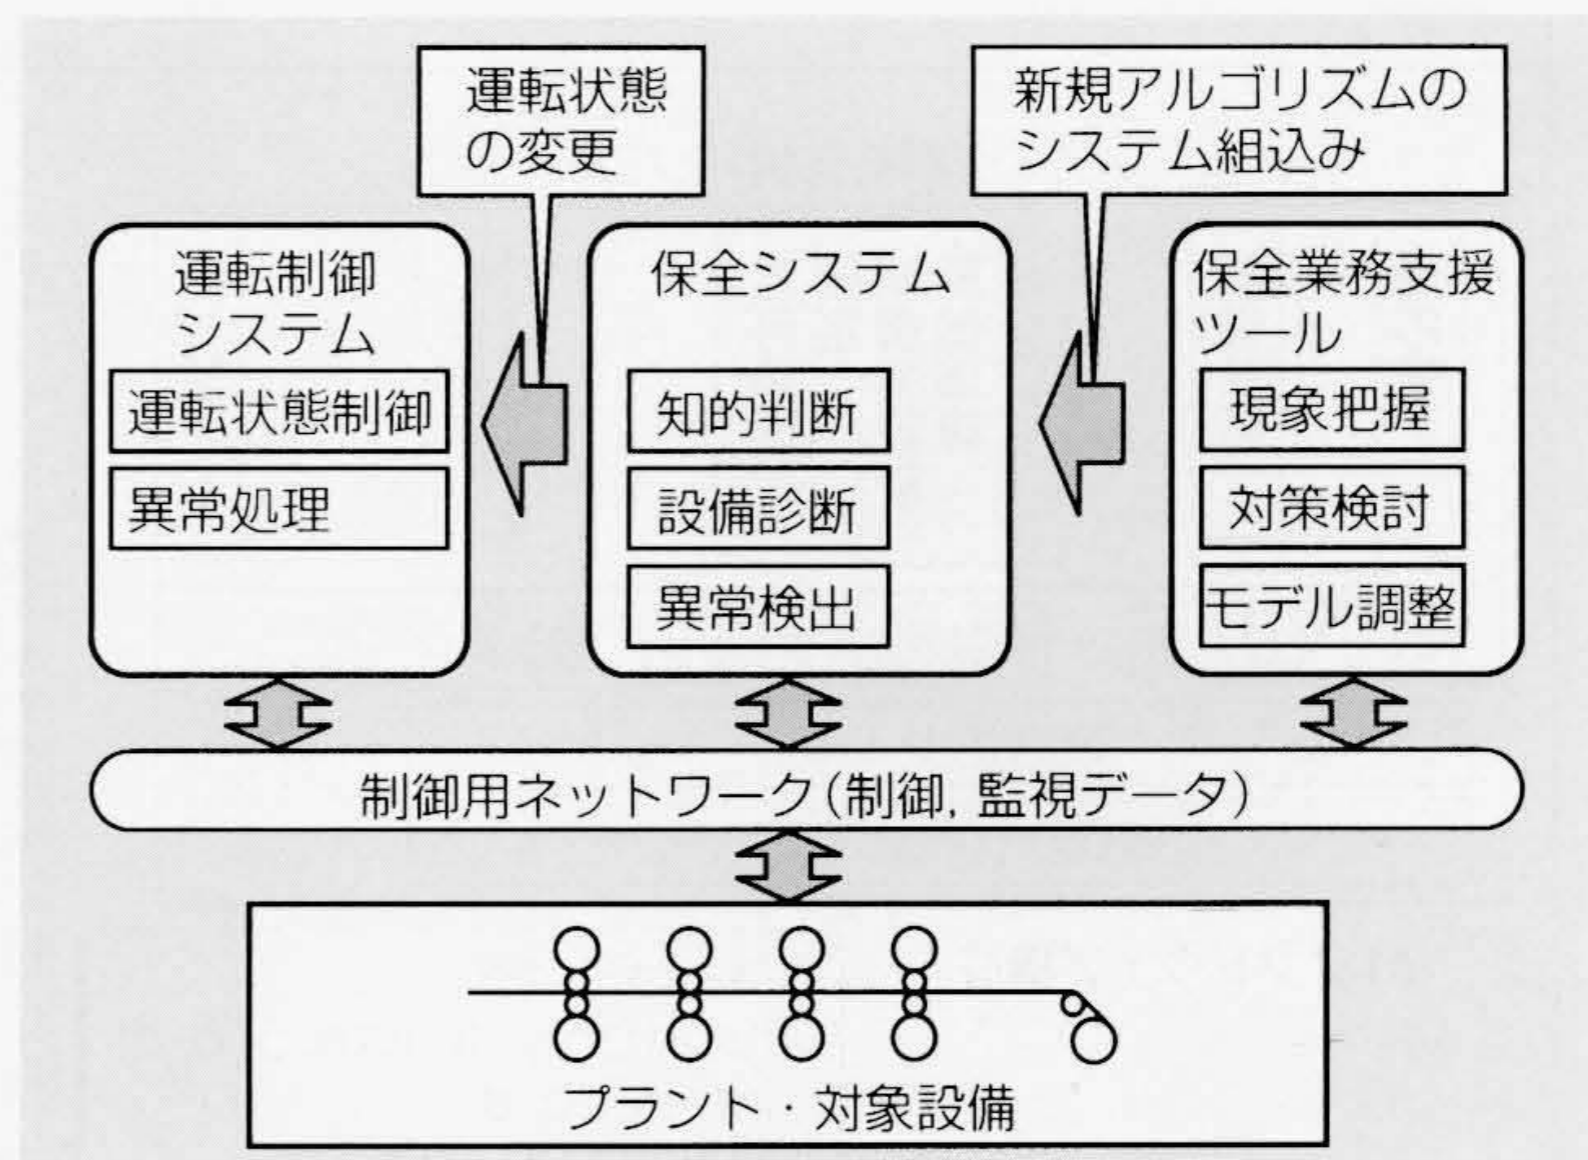 運転状態
の変更
新規アルゴリズムの
システム組込み
運転制御
システム
運転状態制御
異常処理
保全システム
知的判断
設備診断
異常検出
保全業務支援
ツール
現象把握
対策検討
モデル調整
制御用ネットワーク(制御, 監視データ)
プラント・対象設備